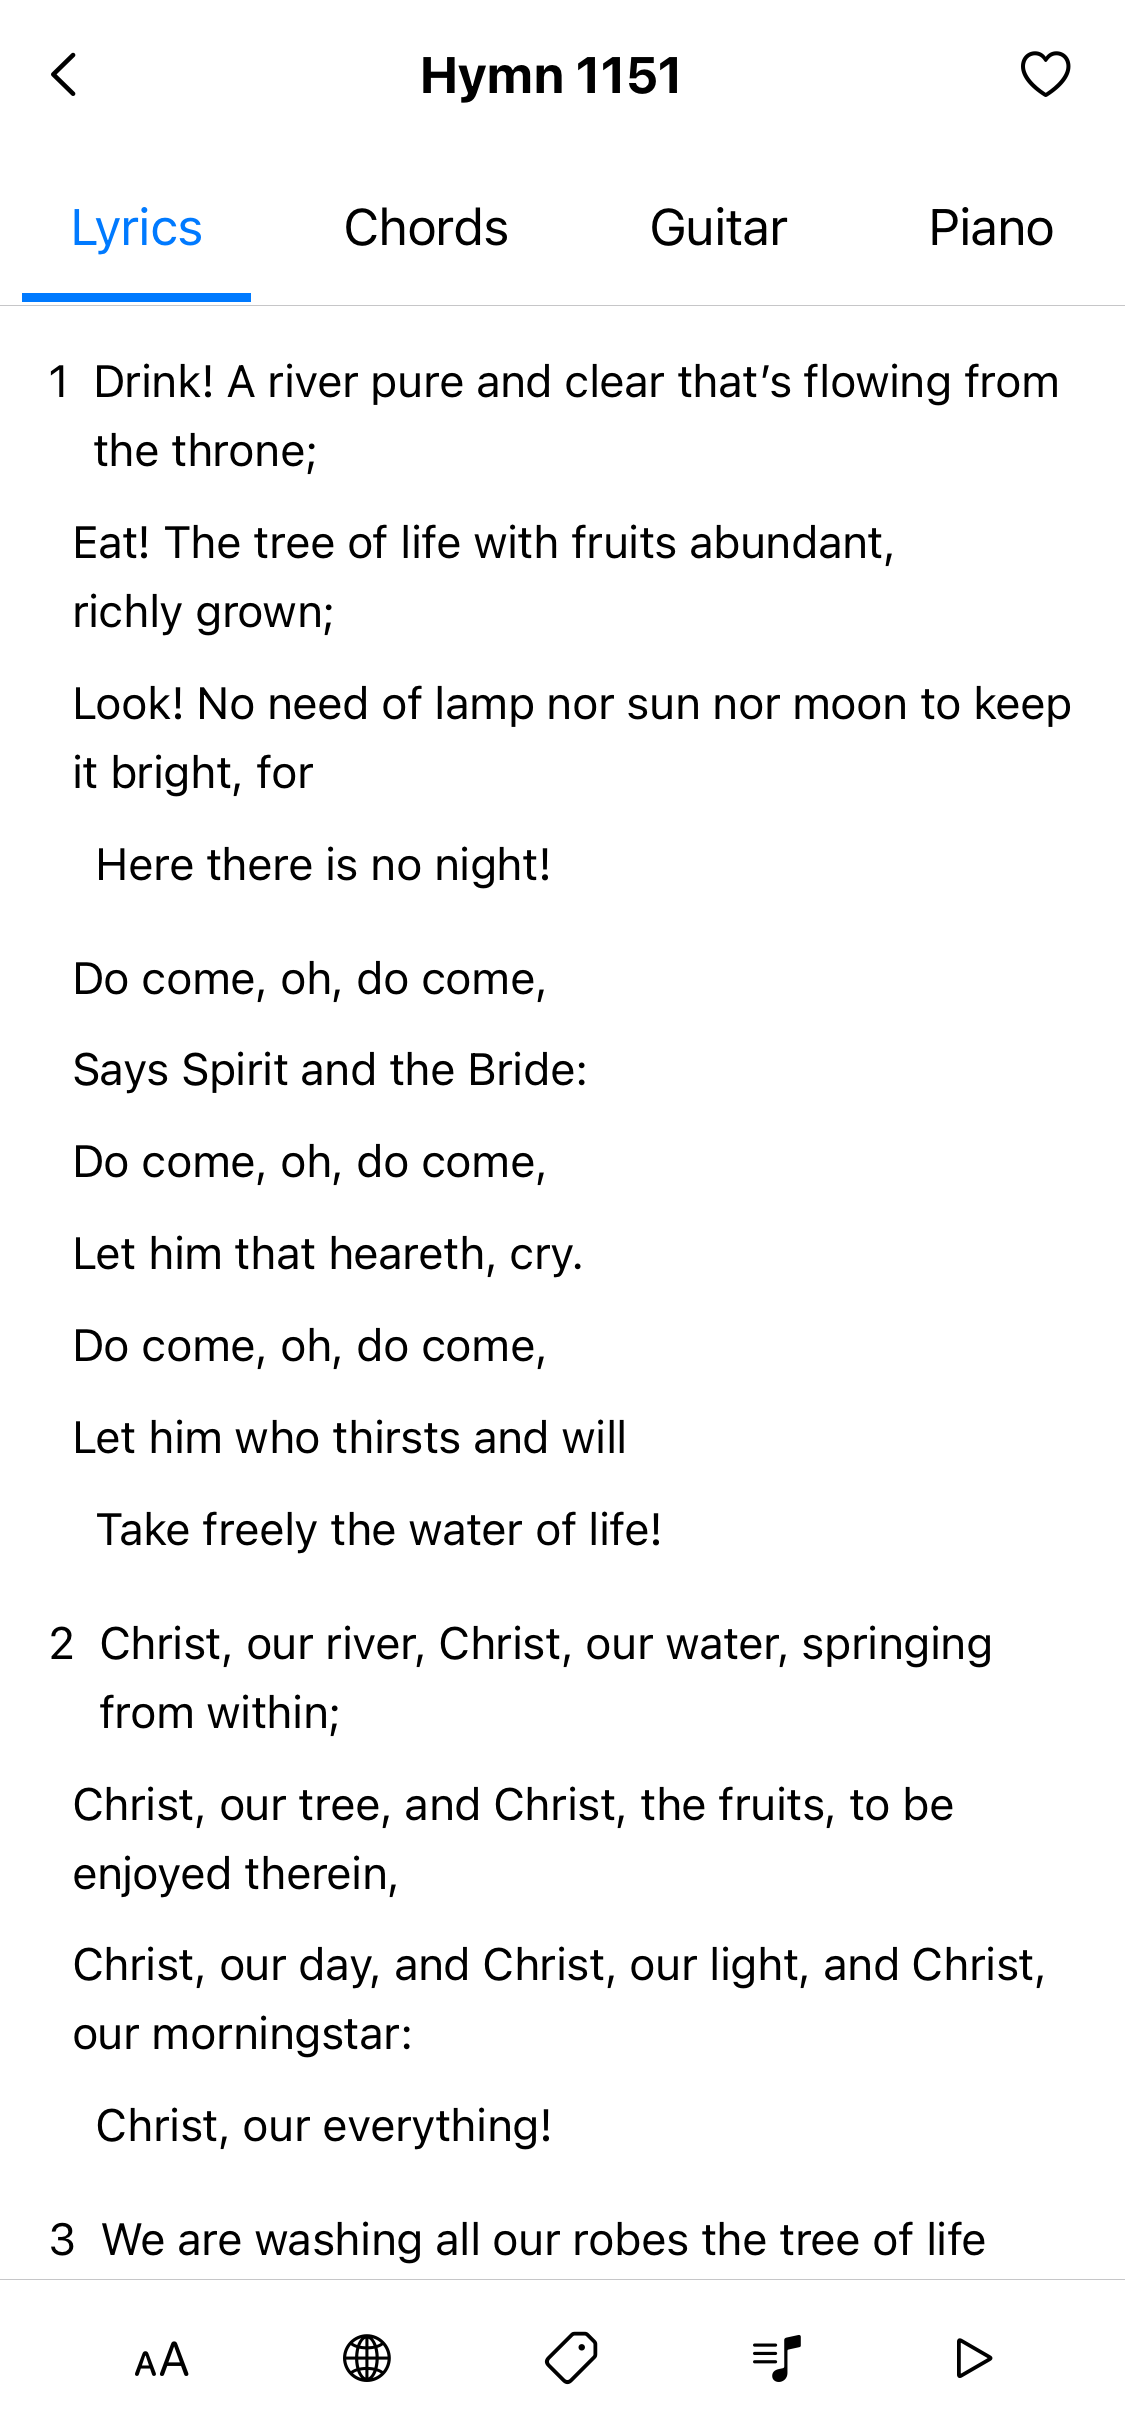 Hymn 1151
Lyrics Chords Guitar Piano
1 Drink! A river pure and clear that’s flowing from
the throne;
Eat! The tree of life with fruits abundant,
richly grown;
Look! No need of lamp nor sun nor moon to keep
it bright, for
Here there is no night!
Do come, oh, do come,
Says Spirit and the Bride:
Do come, oh, do come,
Let him that heareth, cry.
Do come, oh, do come,
Let him who thirsts and will
Take freely the water of life!
2 Christ, our river, Christ, our water, springing
from within;
Christ, our tree, and Christ, the fruits, to be
enjoyed therein,
Christ, our day, and Christ, our light, and Christ,
our morningstar:
Christ, our everything!
3 We are washing all our robes the tree of life
AA